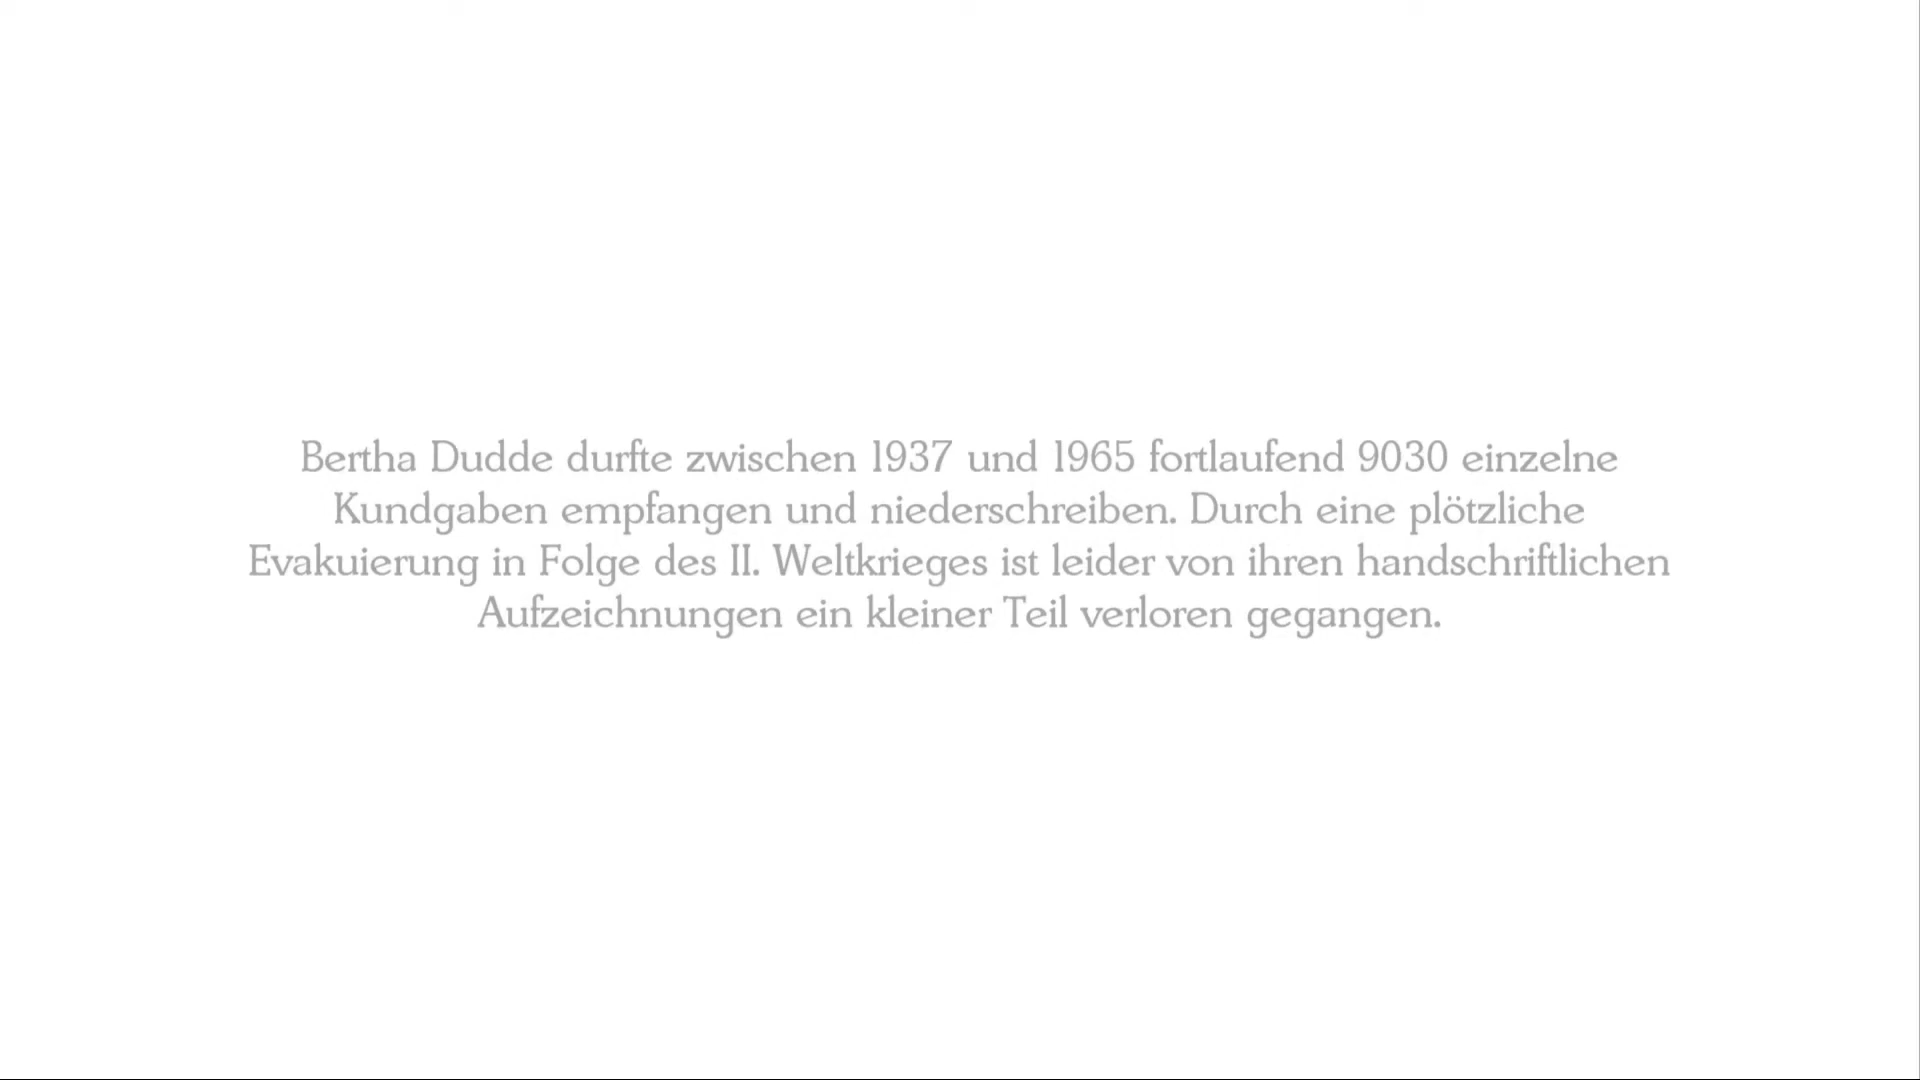 Bertha Dudde durfte zwischen 1937 und 1965 fortlaufend 9030 einzelne
Kundgaben empfangen und niederschreiben. Durch eine plötzliche
Evakuierung in Folge des II. Weltkrieges ist leider von ihren handschriftlichen
Aufzeichnungen ein kleiner Teil verloren gegangen.